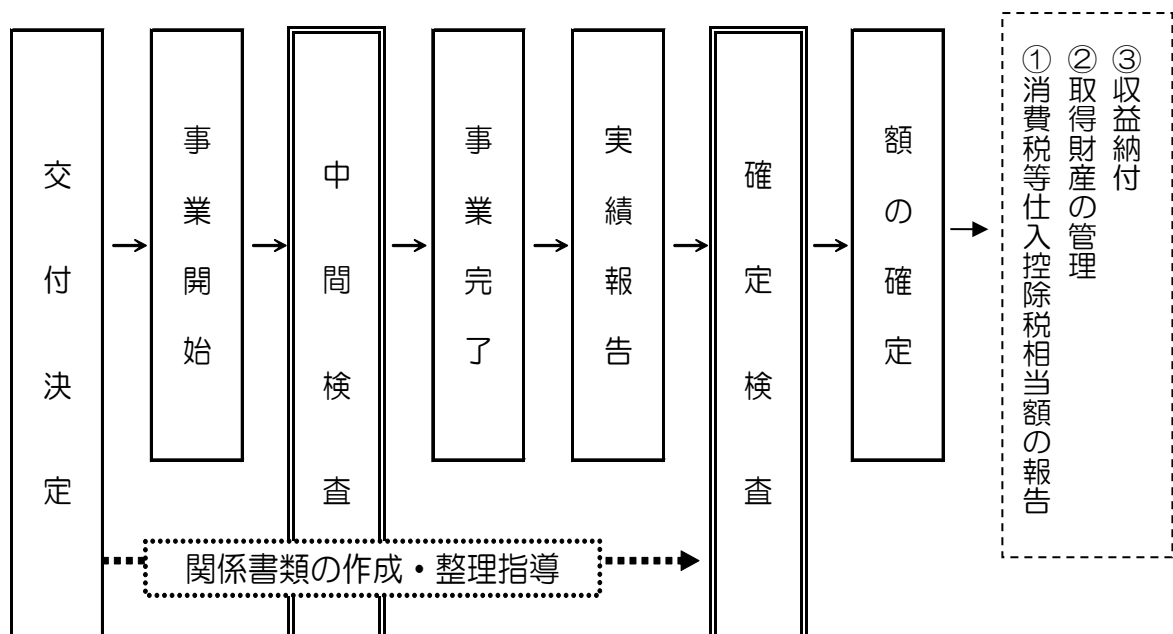 交付決定
事業開始
中間検査
事業完了
実績報告
確定検査
額の確定
①消費税等仕入控除税相当額の報告
②取得財産の管理
③収益納付
関係書類の作成・整理指導